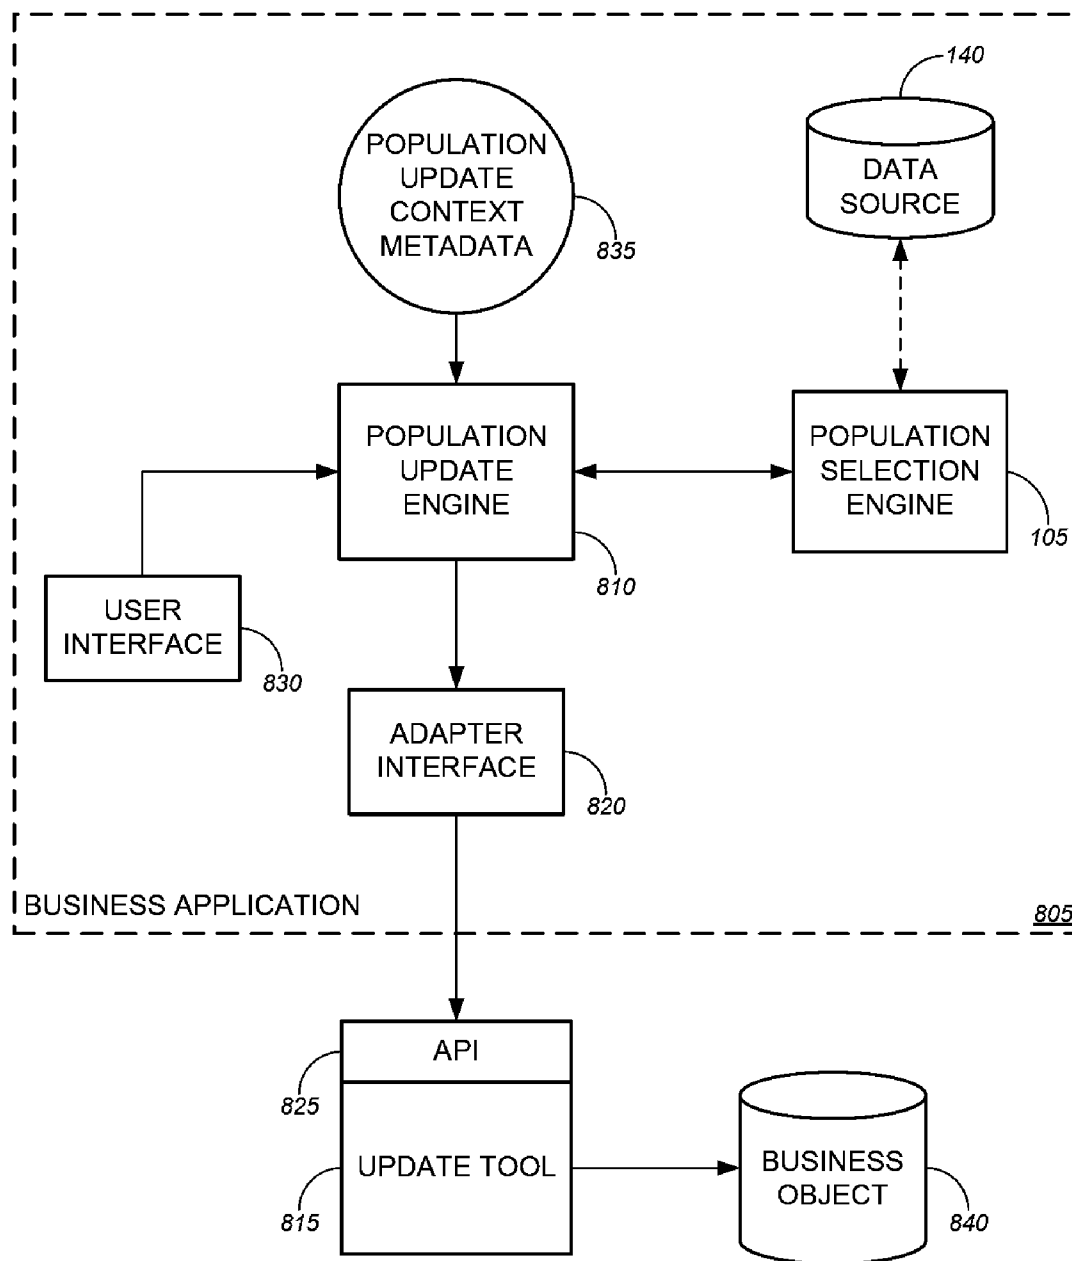 140
POPULATION
UPDATE
CONTEXT
METADATA
835
DATA
SOURCE
POPULATION
UPDATE
ENGINE
810
POPULATION
SELECTION
ENGINE
105
USER
INTERFACE
830
ADAPTER
INTERFACE
820
BUSINESS APPLICATION
805
API
825
UPDATE TOOL
815
BUSINESS
OBJECT
840